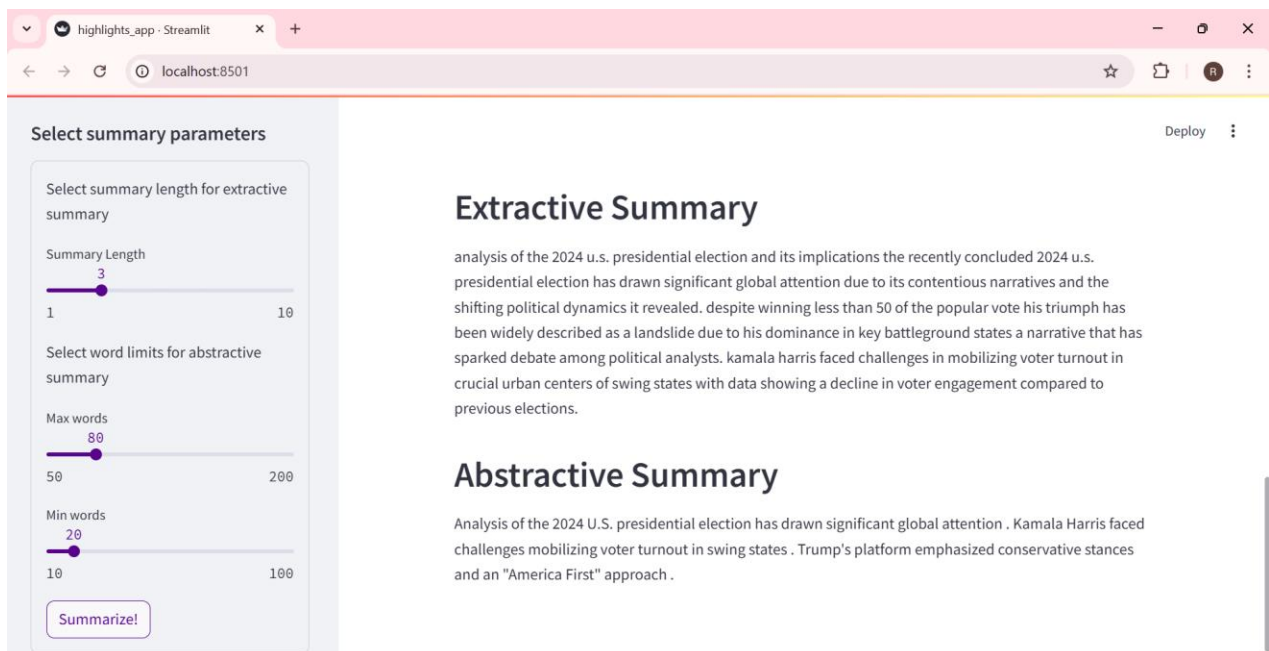 highlights_app · Streamlit
localhost:8501
R
Deploy
Select summary parameters
Select summary length for extractive
summary
Summary Length
3
1 10
Select word limits for abstractive
summary
Max words
80
50 200
Min words
20
10 100
Summarize!
Extractive Summary
analysis of the 2024 u.s. presidential election and its implications the recently concluded 2024 u.s.
presidential election has drawn significant global attention due to its contentious narratives and the
shifting political dynamics it revealed. despite winning less than 50 of the popular vote his triumph has
been widely described as a landslide due to his dominance in key battleground states a narrative that has
sparked debate among political analysts. kamala harris faced challenges in mobilizing voter turnout in
crucial urban centers of swing states with data showing a decline in voter engagement compared to
previous elections.
Abstractive Summary
Analysis of the 2024 U.S. presidential election has drawn significant global attention . Kamala Harris faced
challenges mobilizing voter turnout in swing states . Trump's platform emphasized conservative stances
and an "America First" approach .